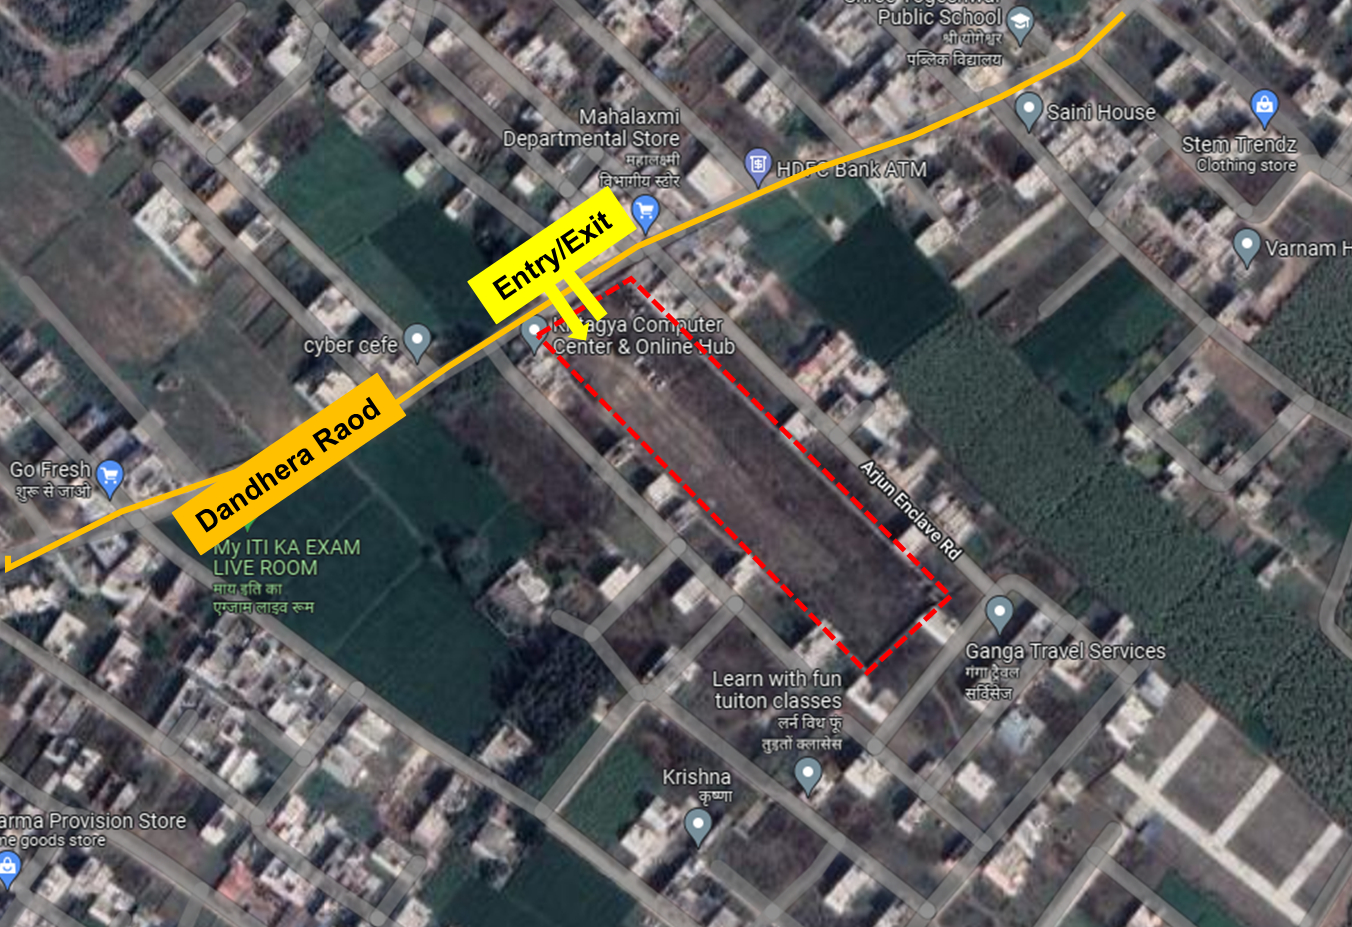 Public School
श्री योगेश्वर
पब्लिक विद्यालय
Mahalaxmi
Departmental Store
महालक्ष्मी
विभागीय स्टोर
Saini House
Stem Trendz
Clothing store
HDFC Bank ATM
Varnam H
Entry/Exit
Computer
Center & Online Hub
cyber cefe
Dandhera Raod
Go Fresh
शुरू से जाओ
Arjun Enclave Rd
My ITI KA EXAM
LIVE ROOM
माय इति का
एग्जाम लाइव रूम
Ganga Travel Services
गंगा ट्रैवल
सर्विसेज
Learn with fun
tuiton classes
लर्न विथ फू
तुइतों क्लासेस
Krishna
कृष्णा
arma Provision Store
me goods store